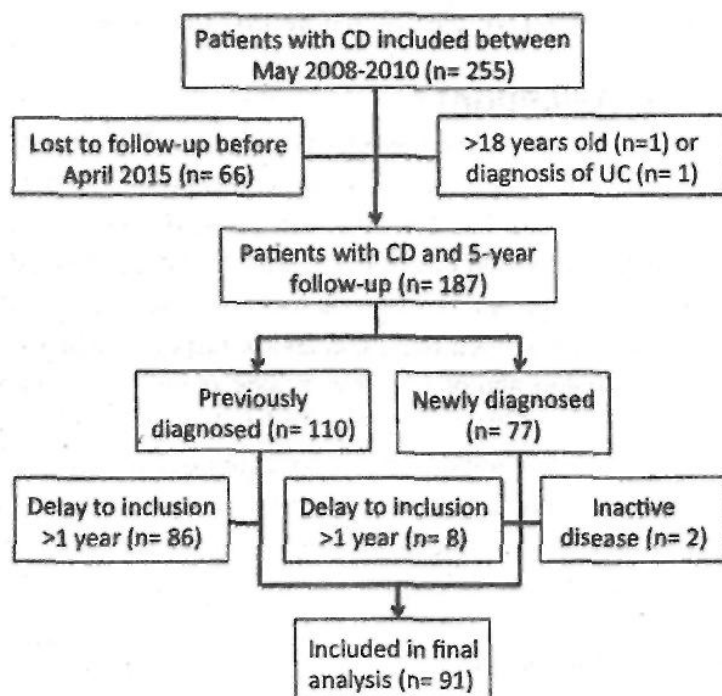 Patients with CD included between
May 2008-2010 (n= 255)
Lost to follow-up before
April 2015 (n= 66)
>18 years old (n=1) or
diagnosis of UC (n= 1)
Patients with CD and 5-year
follow-up (n= 187)
Previously
diagnosed (n= 110)
Newly diagnosed
(n= 77)
Delay to inclusion
>1 year (n= 86)
Delay to inclusion
>1 year (n= 8)
Inactive
disease (n= 2)
Included in final
analysis (n= 91)